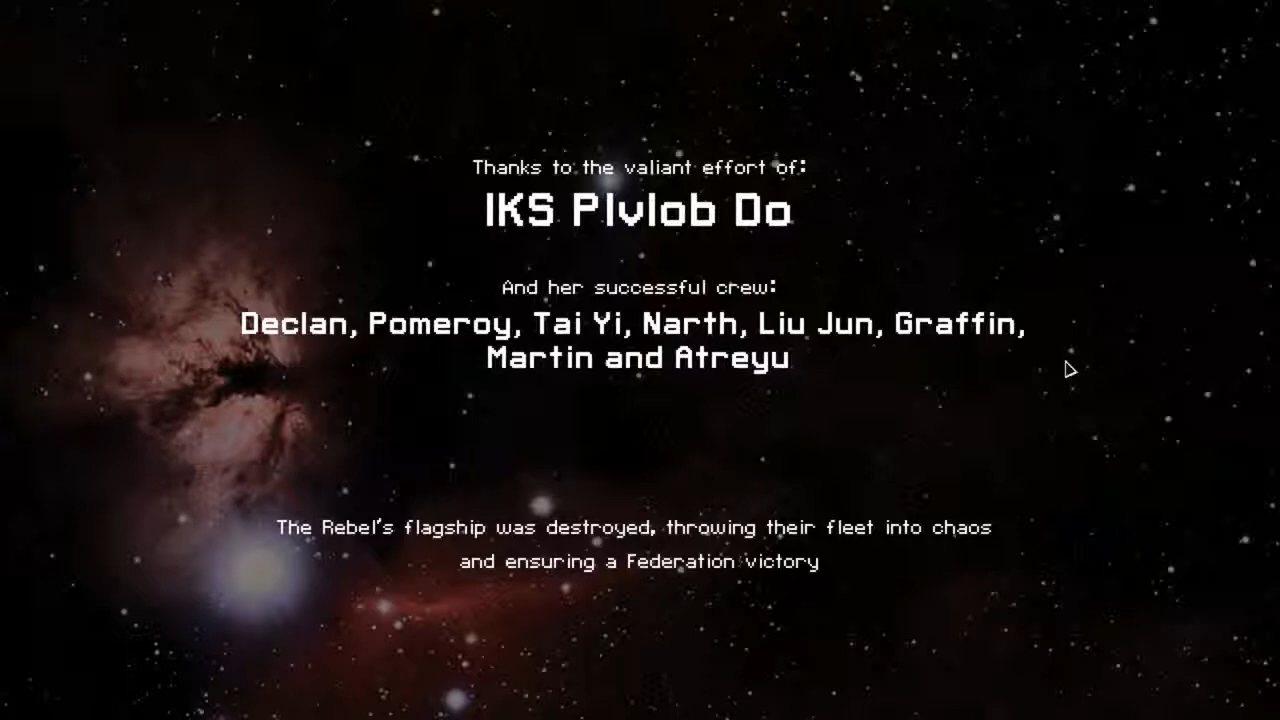 Thanks to the valiant effort of:
IKS Plvlob Do
And her successful crew:
Declan, Pomeroy, Tai Yi, Narth, Liu Jun, Graffin,
Martin and Atreyu
The Rebel's flagship was destroyed, throwing their fleet into chaos
and ensuring a Federation victory